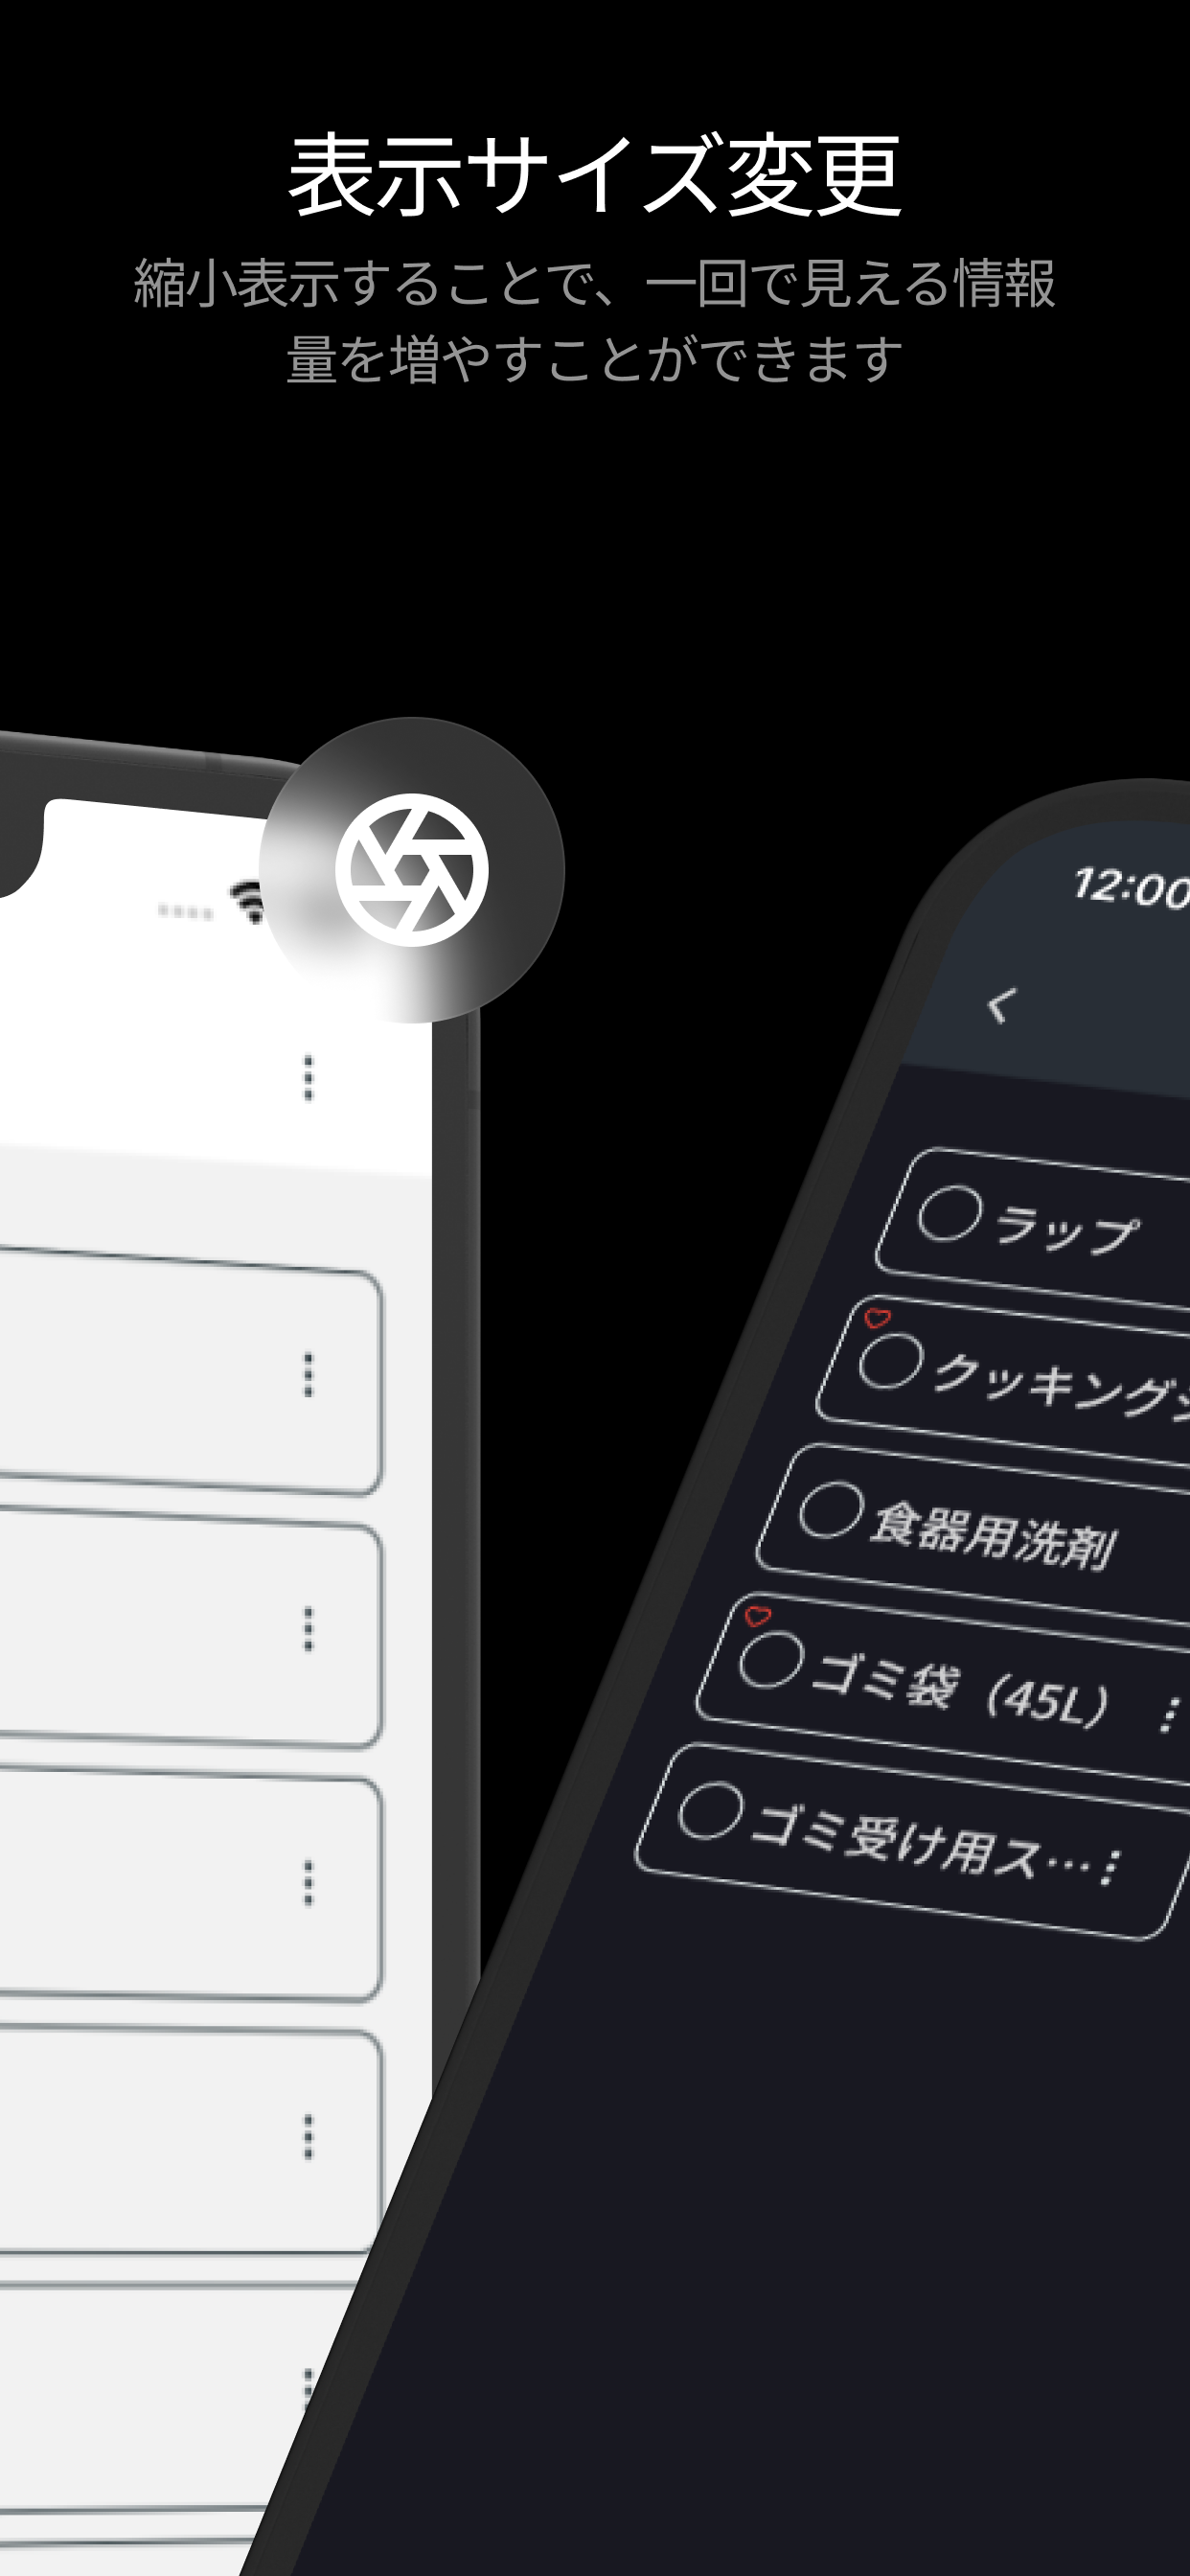 表示サイズ変更
縮小表示することで、一回で見える情報
量を増やすことができます
12:00
ラップ
クッキング
食器用洗剤
ゴミ袋（45L）
ゴミ受け用ス…